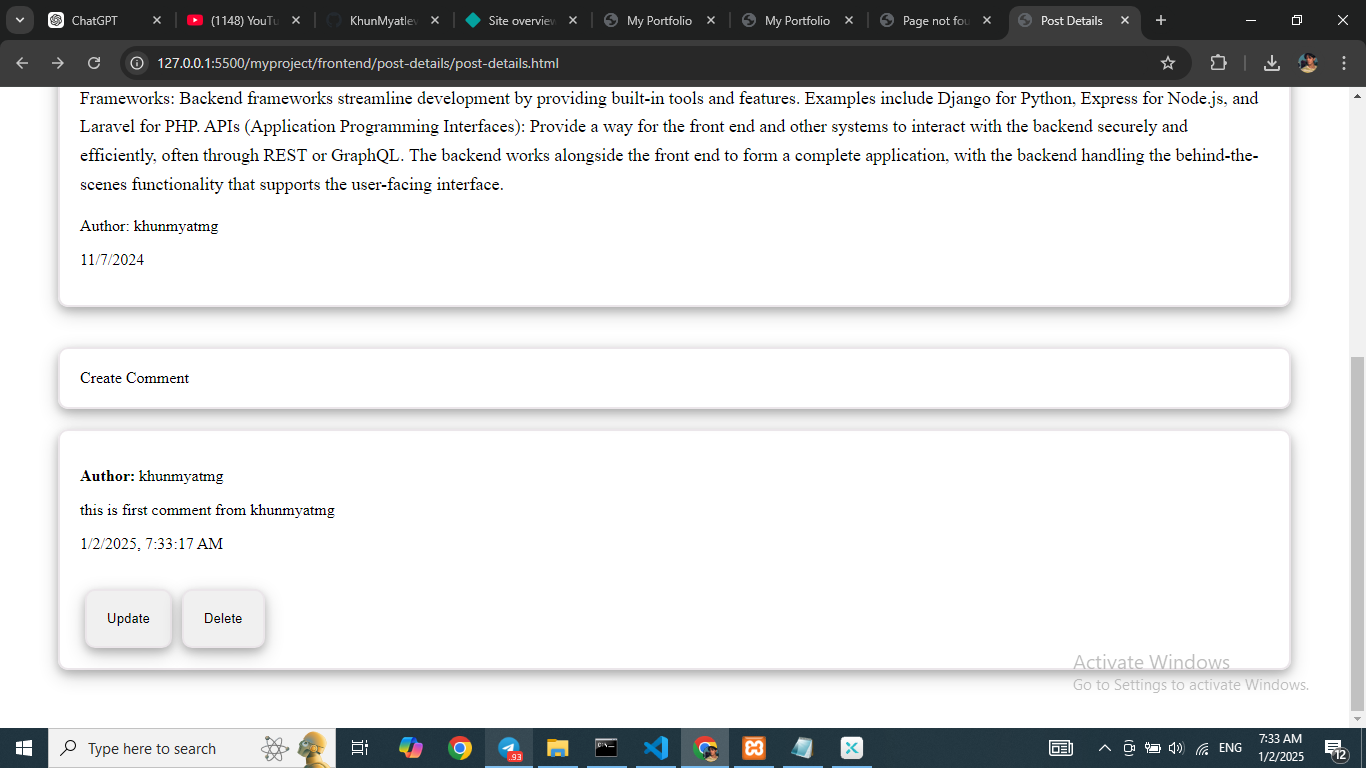 ChatGPT
(1148) YouTu
KhunMyatlev
Site overview
My Portfolio
My Portfolio
Page not fou
Post Details
127.0.0.1:5500/myproject/frontend/post-details/post-details.html
Frameworks: Backend frameworks streamline development by providing built-in tools and features. Examples include Django for Python, Express for Node.js, and
Laravel for PHP. APIs (Application Programming Interfaces): Provide a way for the front end and other systems to interact with the backend securely and
efficiently, often through REST or GraphQL. The backend works alongside the front end to form a complete application, with the backend handling the behind-the-
scenes functionality that supports the user-facing interface.
Author: khunmyatmg
11/7/2024
Create Comment
Author: khunmyatmg
this is first comment from khunmyatmg
1/2/2025, 7:33:17 AM
Update
Delete
Activate Windows
Go to Settings to activate Windows.
Type here to search
.93
ENG
7:33 AM
1/2/2025
12